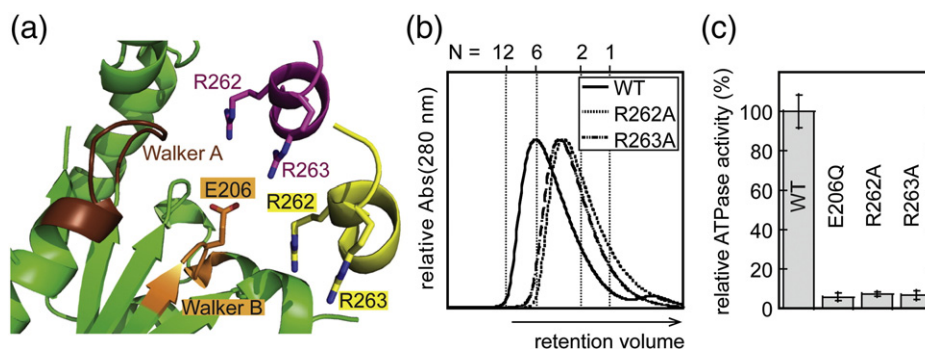 (a)
R262
Walker A
R263
E206
R262
Walker B
R263
(b)
N = 12 6 2 1
WT
R262A
R263A
relative Abs(280 nm)
retention volume
(c)
relative ATPase activity (%)
100
80
60
40
20
0
WT
E206Q
R262A
R263A